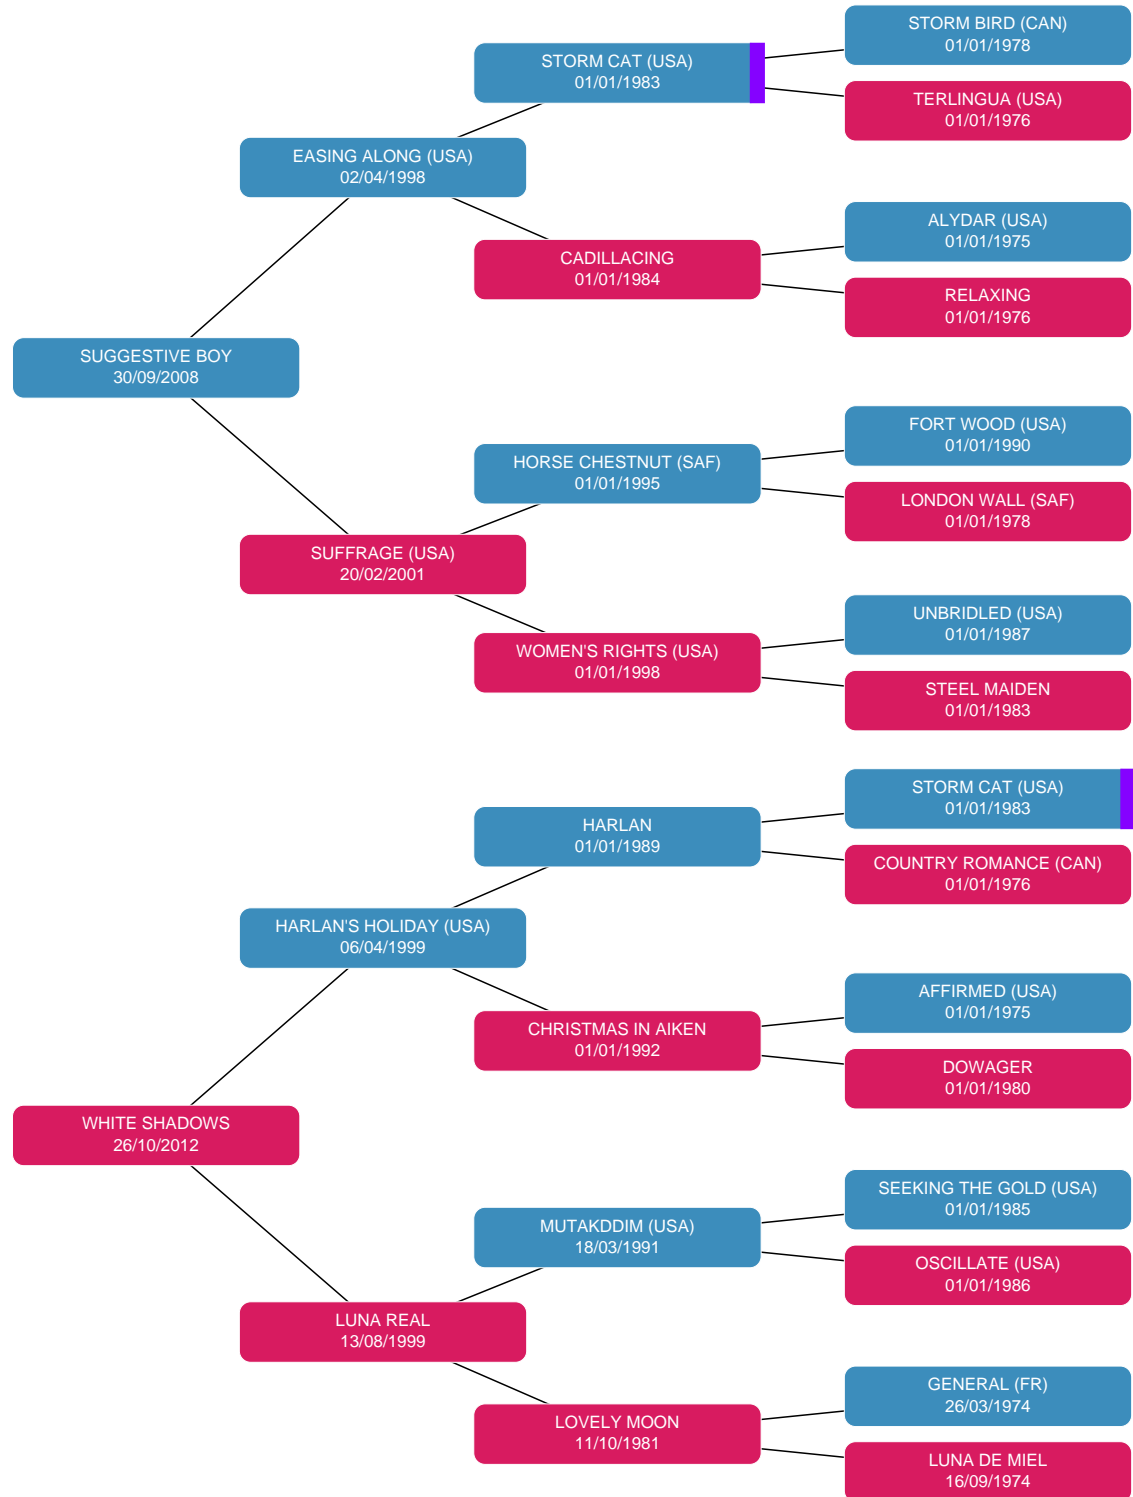 STORM BIRD (CAN)
01/01/1978
STORM CAT (USA)
01/01/1983
TERLINGUA (USA)
01/01/1976
EASING ALONG (USA)
02/04/1998
ALYDAR (USA)
01/01/1975
CADILLACING
01/01/1984
RELAXING
01/01/1976
SUGGESTIVE BOY
30/09/2008
FORT WOOD (USA)
01/01/1990
HORSE CHESTNUT (SAF)
01/01/1995
LONDON WALL (SAF)
01/01/1978
SUFFRAGE (USA)
20/02/2001
UNBRIDLED (USA)
01/01/1987
WOMEN'S RIGHTS (USA)
01/01/1998
STEEL MAIDEN
01/01/1983
STORM CAT (USA)
01/01/1983
HARLAN
01/01/1989
COUNTRY ROMANCE (CAN)
01/01/1976
HARLAN'S HOLIDAY (USA)
06/04/1999
AFFIRMED (USA)
01/01/1975
CHRISTMAS IN AIKEN
01/01/1992
DOWAGER
01/01/1980
WHITE SHADOWS
26/10/2012
SEEKING THE GOLD (USA)
01/01/1985
MUTAKDDIM (USA)
18/03/1991
OSCILLATE (USA)
01/01/1986
LUNA REAL
13/08/1999
GENERAL (FR)
26/03/1974
LOVELY MOON
11/10/1981
LUNA DE MIEL
16/09/1974